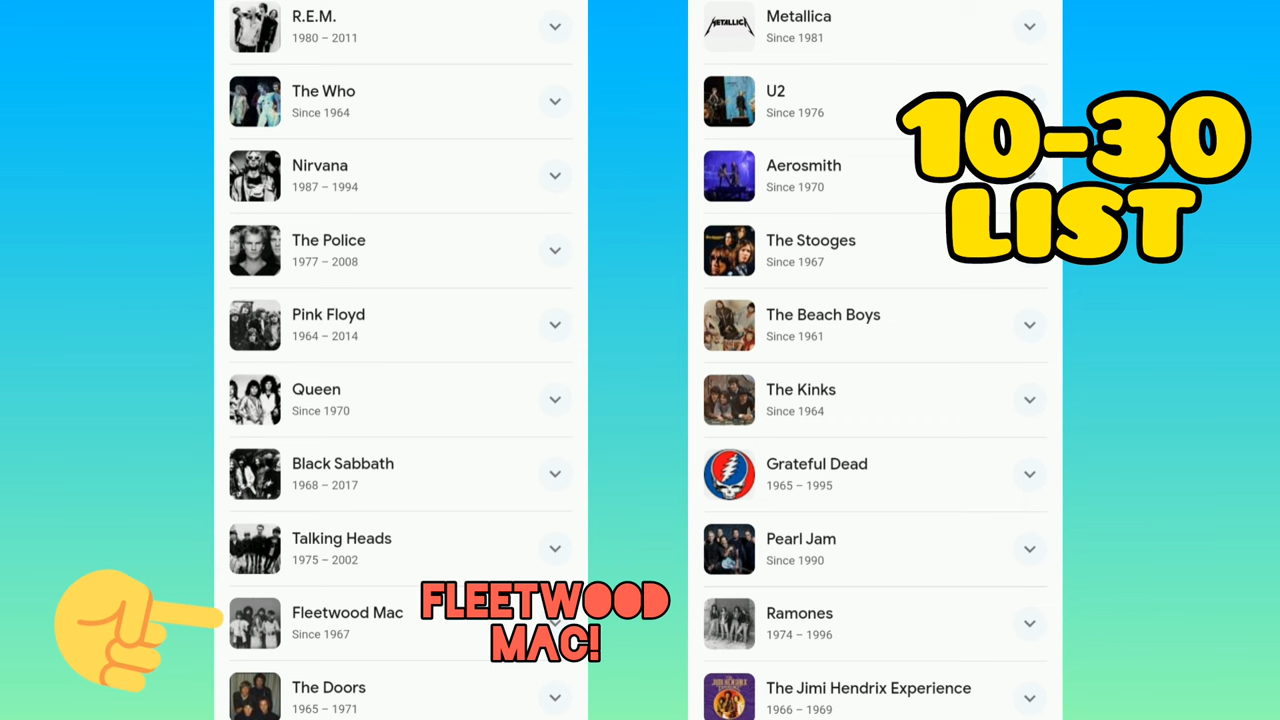 R.E.M.
1980 – 2011
The Who
Since 1964
Nirvana
1987 – 1994
The Police
1977 – 2008
Pink Floyd
1964 – 2014
Queen
Since 1970
Black Sabbath
1968 – 2017
Talking Heads
1975 – 2002
Fleetwood Mac
Since 1967
The Doors
1965 – 1971
FLEETWOOD
MAC!
METALLICA
Metallica
Since 1981
U2
Since 1976
Aerosmith
Since 1970
The Stooges
Since 1967
The Beach Boys
Since 1961
The Kinks
Since 1964
Grateful Dead
1965 – 1995
Pearl Jam
Since 1990
Ramones
1974 – 1996
The Jimi Hendrix Experience
1966 – 1969
10-30
LIST